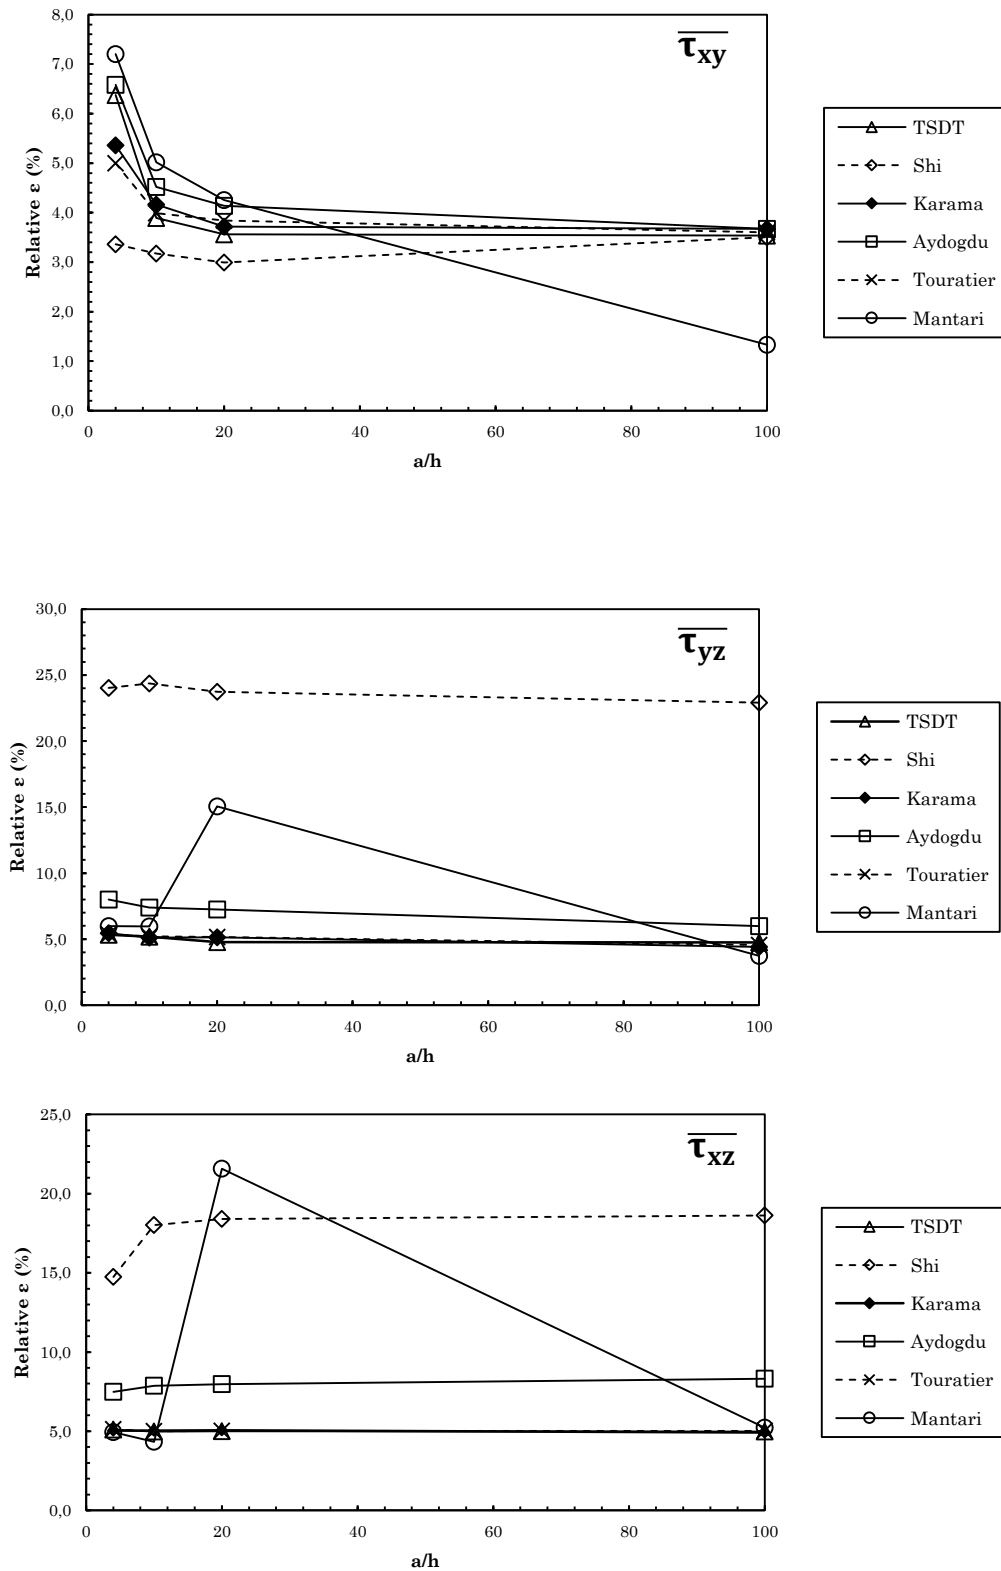 8,0
7,0
6,0
5,0
4,0
3,0
2,0
1,0
0,0
Relative ε (%)
0 20 40 60 80 100
a/h
τxy
TSDT
Shi
Karama
Aydogdu
Touratier
Mantari
30,0
25,0
20,0
15,0
10,0
5,0
0,0
Relative ε (%)
0 20 40 60 80 100
a/h
τyz
TSDT
Shi
Karama
Aydogdu
Touratier
Mantari
25,0
20,0
15,0
10,0
5,0
0,0
Relative ε (%)
0 20 40 60 80 100
a/h
τxz
TSDT
Shi
Karama
Aydogdu
Touratier
Mantari